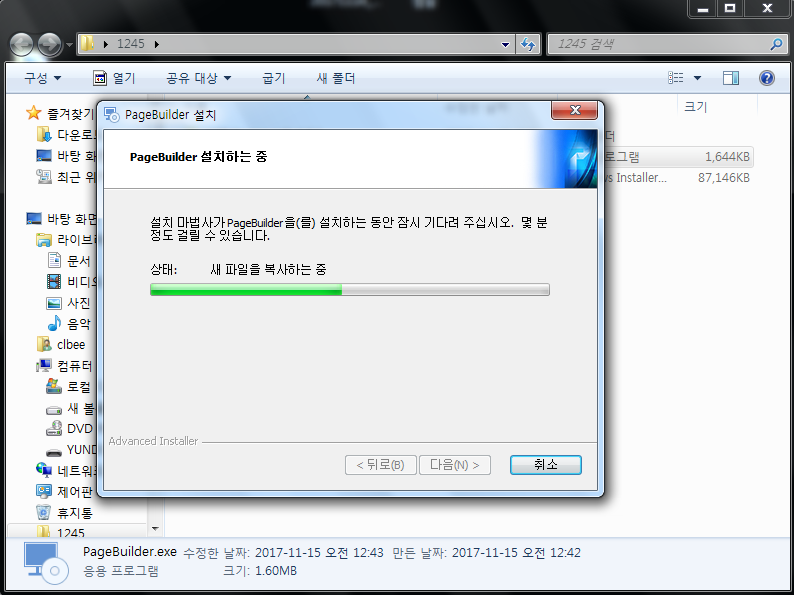 1245
1245 검색
구성
열기
공유 대상
굽기
새 폴더
크기
즐겨찾기
다운로
바탕 화
최근 위
바탕 화면
라이브
문서
비디오
사진
음악
clbee
컴퓨터
로컬
새 볼
DVD
YUND
네트워
제어판
휴지통
1245
더
로그램
1,644KB
ws Installer...
87,146KB
PageBuilder 설치
PageBuilder 설치하는 중
설치 마법사가 PageBuilder을(를) 설치하는 동안 잠시 기다려 주십시오. 몇 분
정도 걸릴 수 있습니다.
상태: 새 파일을 복사하는 중
Advanced Installer
< 뒤로(B)
다음(N) >
취소
PageBuilder.exe 수정한 날짜: 2017-11-15 오전 12:43 만든 날짜: 2017-11-15 오전 12:42
응용 프로그램 크기: 1.60MB